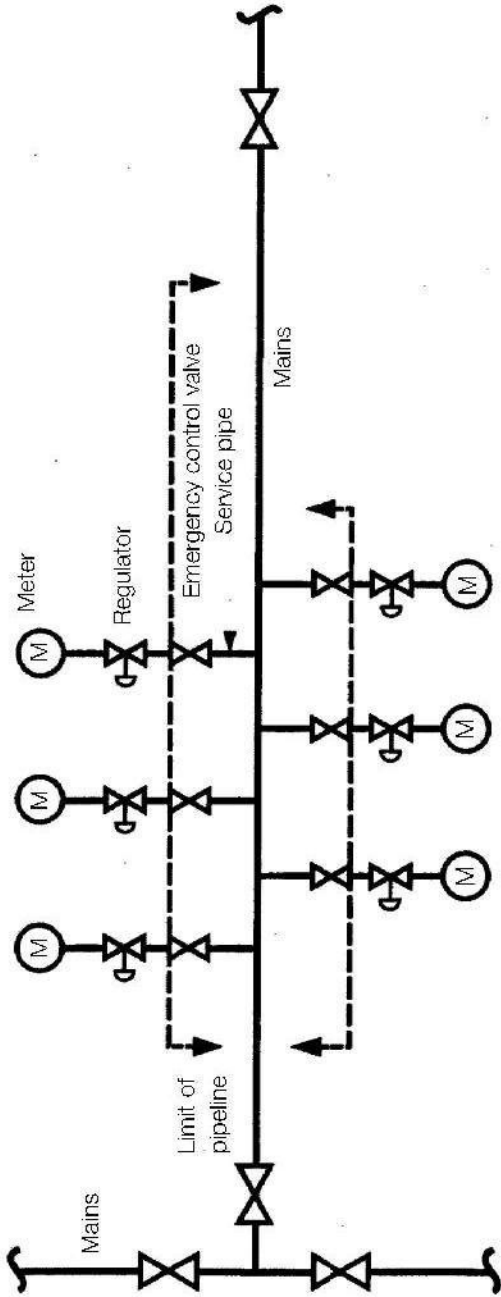 Mains
Limit of
pipeline
M
M
M
Meter
Regulator
Emergency control valve
Service pipe
Mains
M
M
M